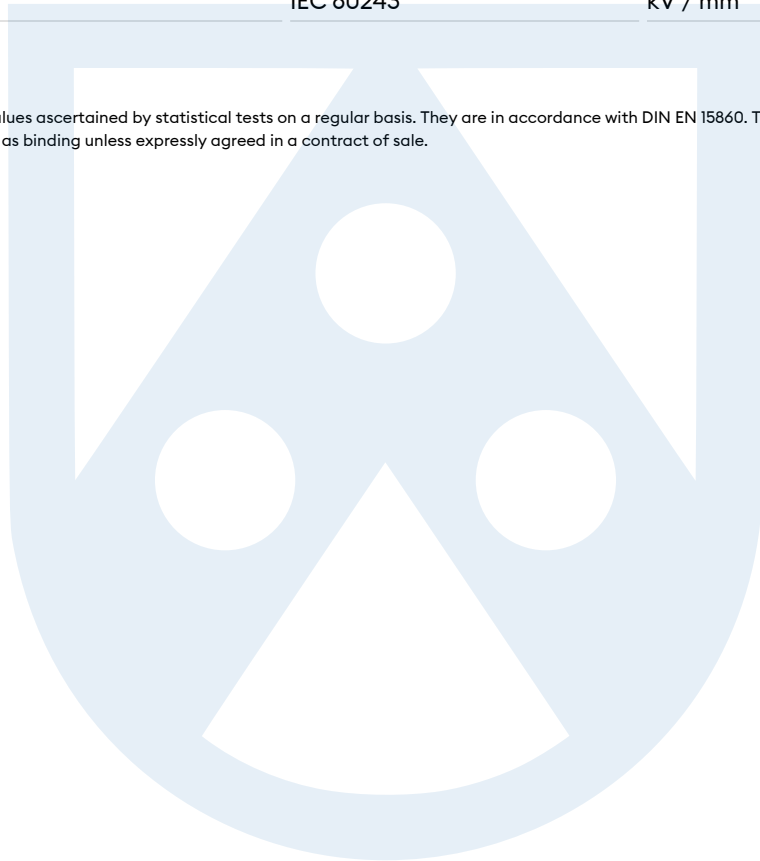 IEC 60243 kV / mm
lues ascertained by statistical tests on a regular basis. They are in accordance with DIN EN 15860. T
as binding unless expressly agreed in a contract of sale.